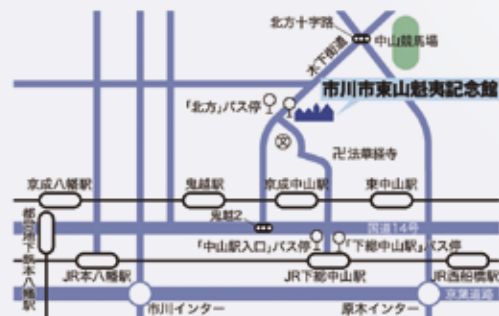 北方十字路
中山競馬場
木下街道
市川市東山魁夷記念館
「北方」バス停
文
卍法華経寺
京成八幡駅
鬼越駅
京成中山駅
東中山駅
都営地下鉄本八幡駅
鬼越2
国道14号
「中山駅入口」バス停
「下総中山駅」バス停
JR本八幡駅
JR下総中山駅
JR西船橋駅
京葉道路
市川インター
原木インター